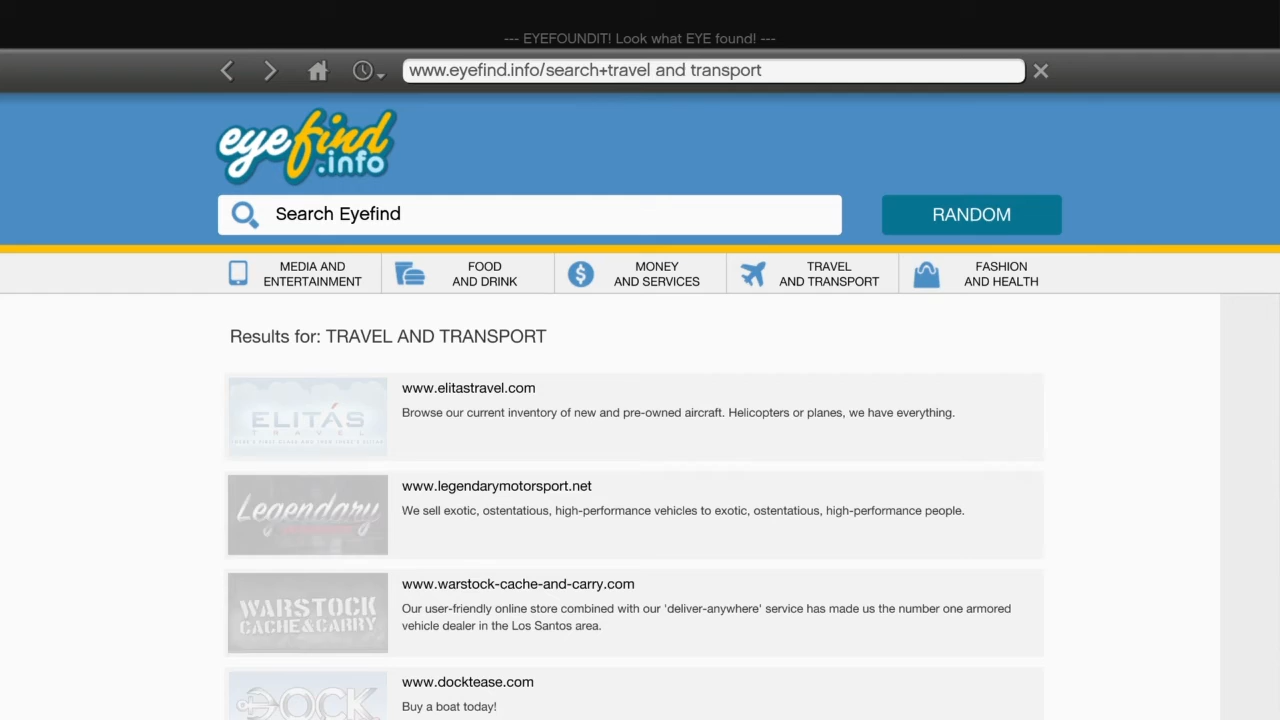 --- EYEFOUNDIT! Look what EYE found! ---
www.eyefind.info/search+travel and transport
eyefind
.info
Search Eyefind
RANDOM
MEDIA AND
ENTERTAINMENT
FOOD
AND DRINK
MONEY
AND SERVICES
TRAVEL
AND TRANSPORT
FASHION
AND HEALTH
Results for: TRAVEL AND TRANSPORT
ELITÁS
TRAVEL
www.elitastravel.com
Browse our current inventory of new and pre-owned aircraft. Helicopters or planes, we have everything.
Legendary
www.legendarymotorsport.net
We sell exotic, ostentatious, high-performance vehicles to exotic, ostentatious, high-performance people.
WARSTOCK
CACHE&CARRY
www.warstock-cache-and-carry.com
Our user-friendly online store combined with our 'deliver-anywhere' service has made us the number one armored
vehicle dealer in the Los Santos area.
DOCK
www.docktease.com
Buy a boat today!